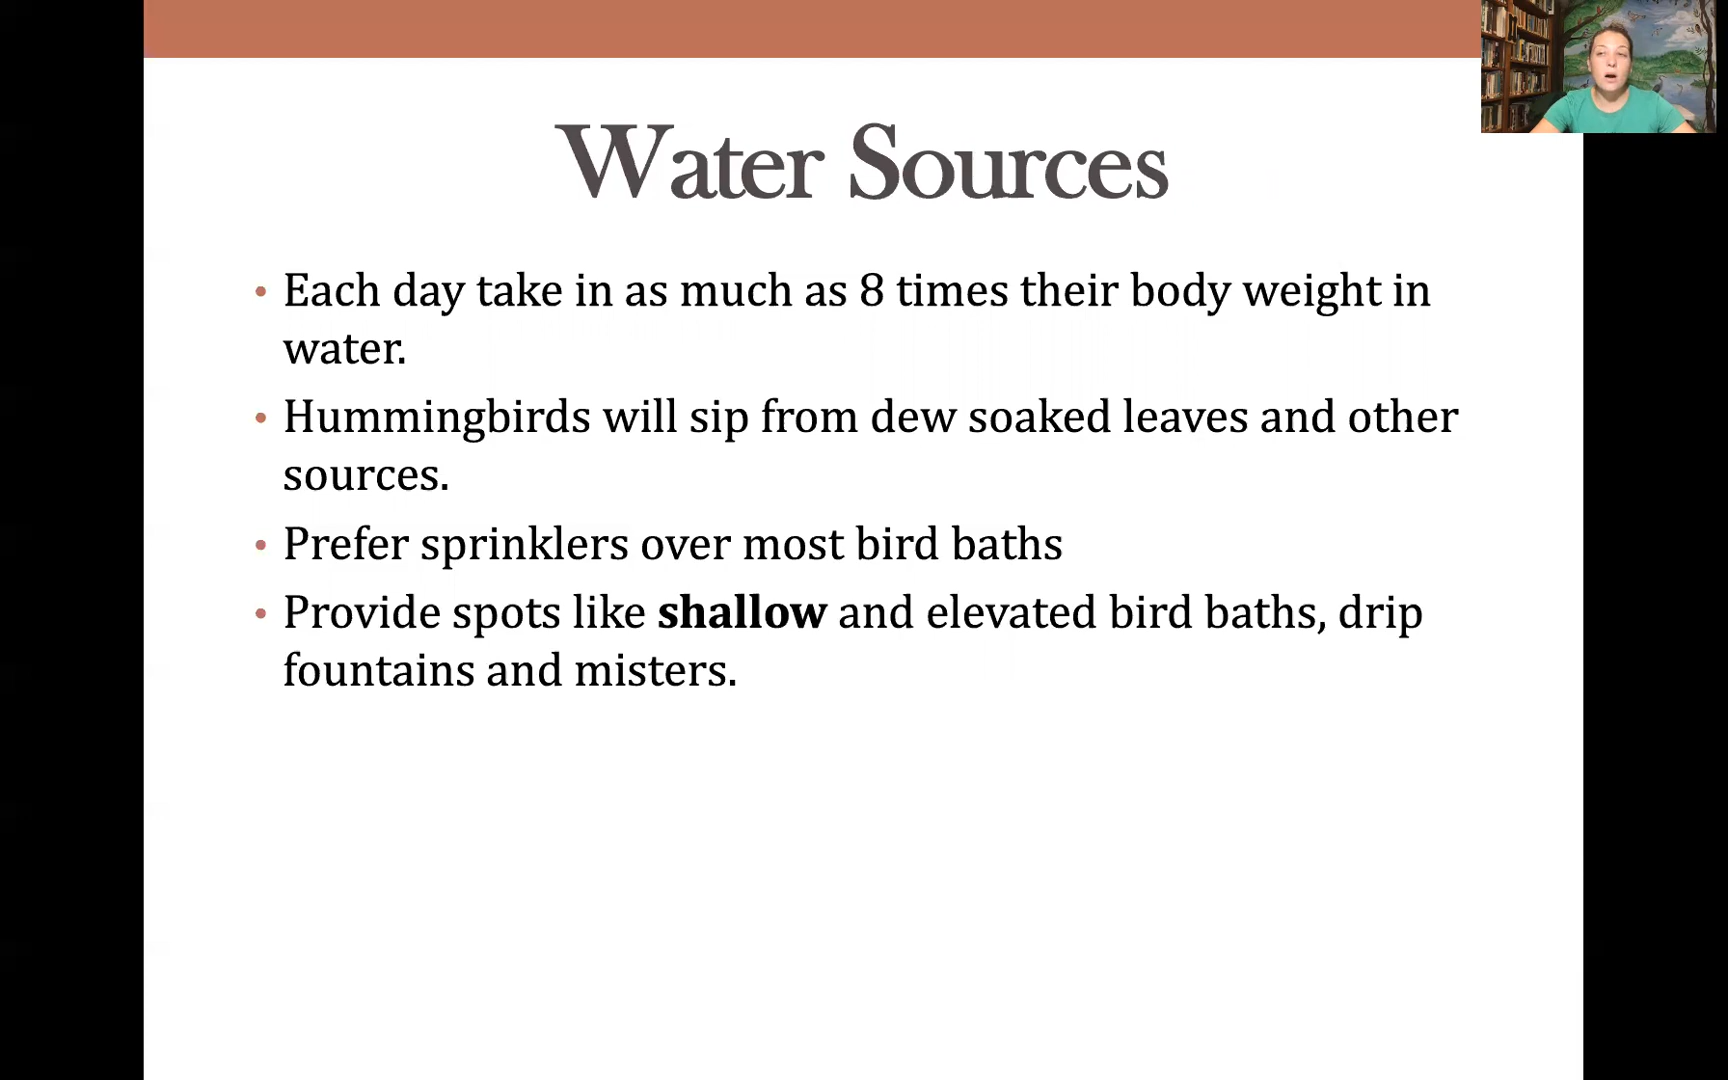 Water Sources
• Each day take in as much as 8 times their body weight in
water.
• Hummingbirds will sip from dew soaked leaves and other
sources.
• Prefer sprinklers over most bird baths
• Provide spots like shallow and elevated bird baths, drip
fountains and misters.